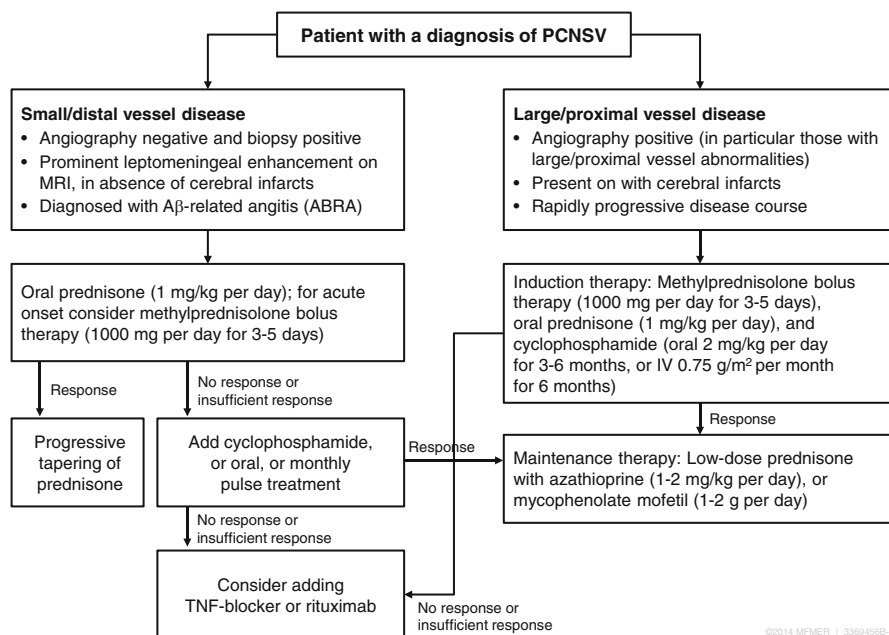 Patient with a diagnosis of PCNSV
Small/distal vessel disease
• Angiography negative and biopsy positive
• Prominent leptomeningeal enhancement on
MRI, in absence of cerebral infarcts
• Diagnosed with Aβ-related angitis (ABRA)
Large/proximal vessel disease
• Angiography positive (in particular those with
large/proximal vessel abnormalities)
• Present on with cerebral infarcts
• Rapidly progressive disease course
Oral prednisone (1 mg/kg per day); for acute
onset consider methylprednisolone bolus
therapy (1000 mg per day for 3-5 days)
Induction therapy: Methylprednisolone bolus
therapy (1000 mg per day for 3-5 days),
oral prednisone (1 mg/kg per day), and
cyclophosphamide (oral 2 mg/kg per day
for 3-6 months, or IV 0.75 g/m² per month
for 6 months)
Response
No response or
insufficient response
Response
Progressive
tapering of
prednisone
Add cyclophosphamide,
or oral, or monthly
pulse treatment
Response
Maintenance therapy: Low-dose prednisone
with azathioprine (1-2 mg/kg per day), or
mycophenolate mofetil (1-2 g per day)
No response or
insufficient response
Consider adding
TNF-blocker or rituximab
No response or
insufficient response
©2014 MFMER | 3369456B-